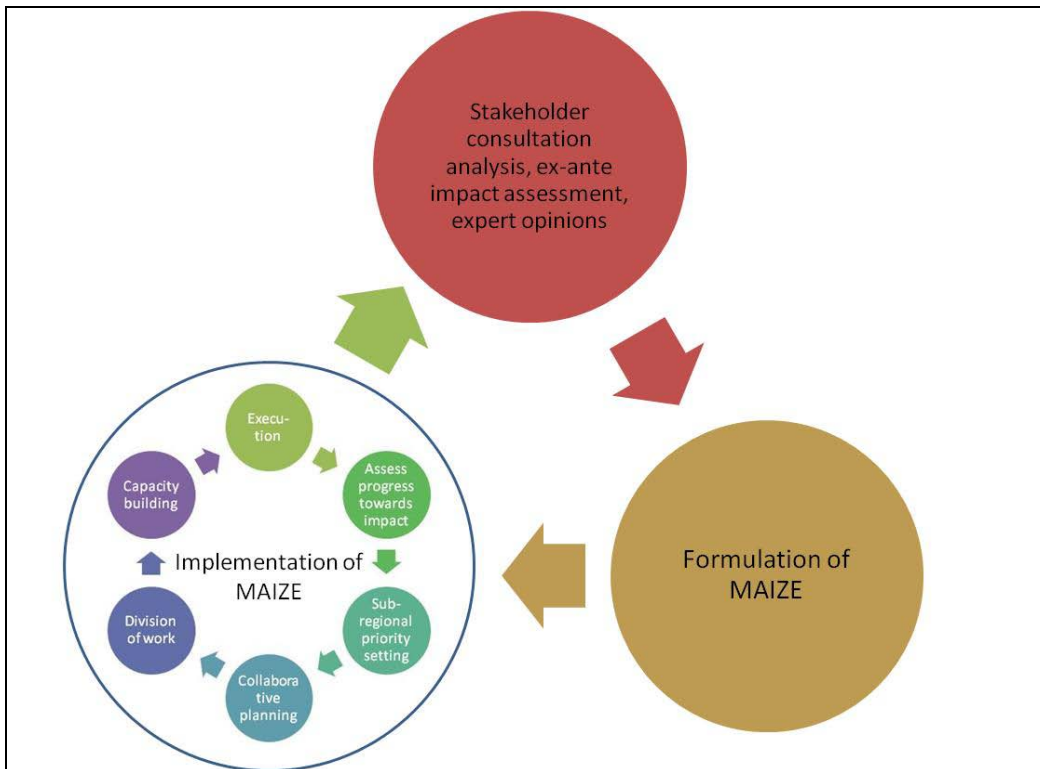 Stakeholder
consultation
analysis, ex-ante
impact assessment,
expert opinions
Formulation of
MAIZE
Implementation of
MAIZE
Execu-
tion
Assess
progress
towards
impact
Sub-
regional
priority
setting
Collabora
tive
planning
Division
of work
Capacity
building